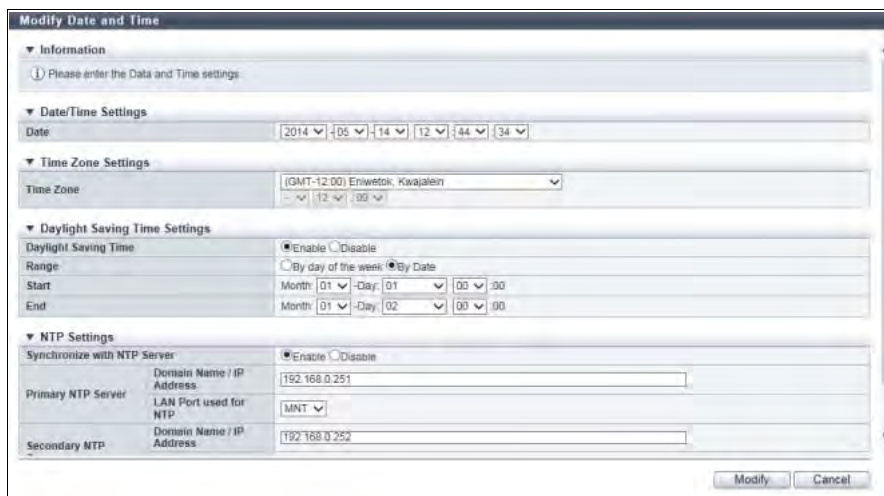 Modify Date and Time
Information
Please enter the Data and Time settings.
Date/Time Settings
Date 2014 - 05 - 14 12 : 44 : 34
Time Zone Settings
Time Zone (GMT-12:00) Eniwetok, Kwajalein
- 12 : 00
Daylight Saving Time Settings
Daylight Saving Time Enable Disable
Range By day of the week By Date
Start Month: 01 -Day: 01 00 :00
End Month: 01 -Day: 02 00 :00
NTP Settings
Synchronize with NTP Server Enable Disable
Primary NTP Server Domain Name / IP Address 192.168.0.251
LAN Port used for NTP MNT
Secondary NTP Domain Name / IP Address 192.168.0.252
Modify Cancel